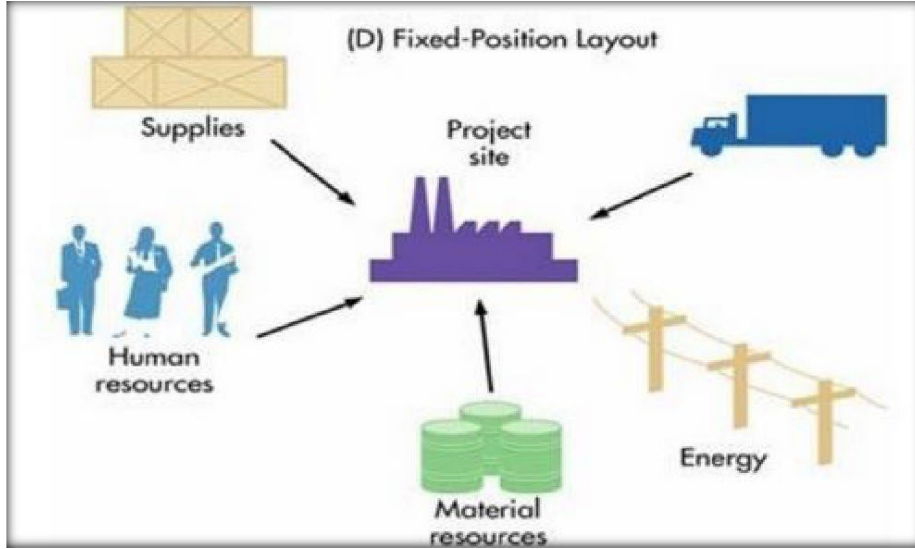 (D) Fixed-Position Layout
Supplies
Project
site
Human
resources
Energy
Material
resources